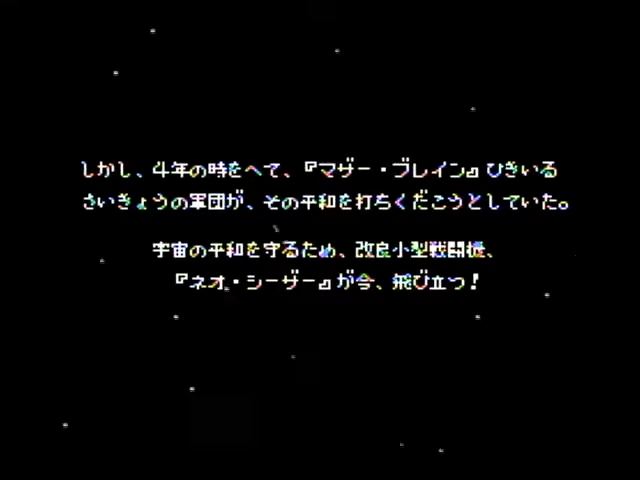 しかし、4年の時をへて、『マザー・ブレイン』ひきいる
さいきょうの軍団が、その平和を打ちくだこうとしていた。
宇宙の平和を守るため、改良小型戦闘機、
『ネオ・シーザー』が今、飛び立つ!